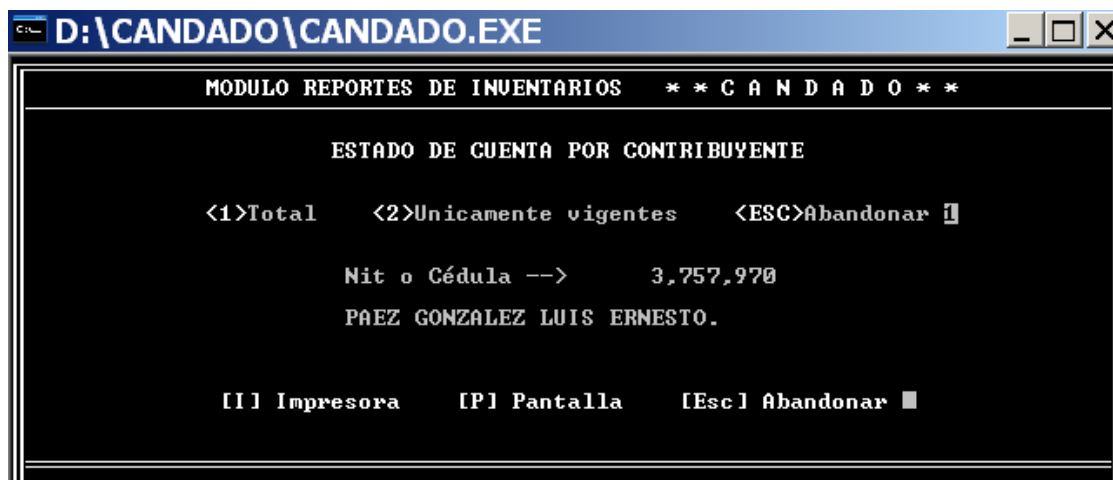 D:\CANDADO\CANDADO.EXE
MODULO REPORTES DE INVENTARIOS * * C A N D A D O * *
ESTADO DE CUENTA POR CONTRIBUYENTE
<1>Total <2>Unicamente vigentes <ESC>Abandonar 1
Nit o Cédula --> 3,757,970
PAEZ GONZALEZ LUIS ERNESTO.
[I] Impresora [P] Pantalla [Esc] Abandonar